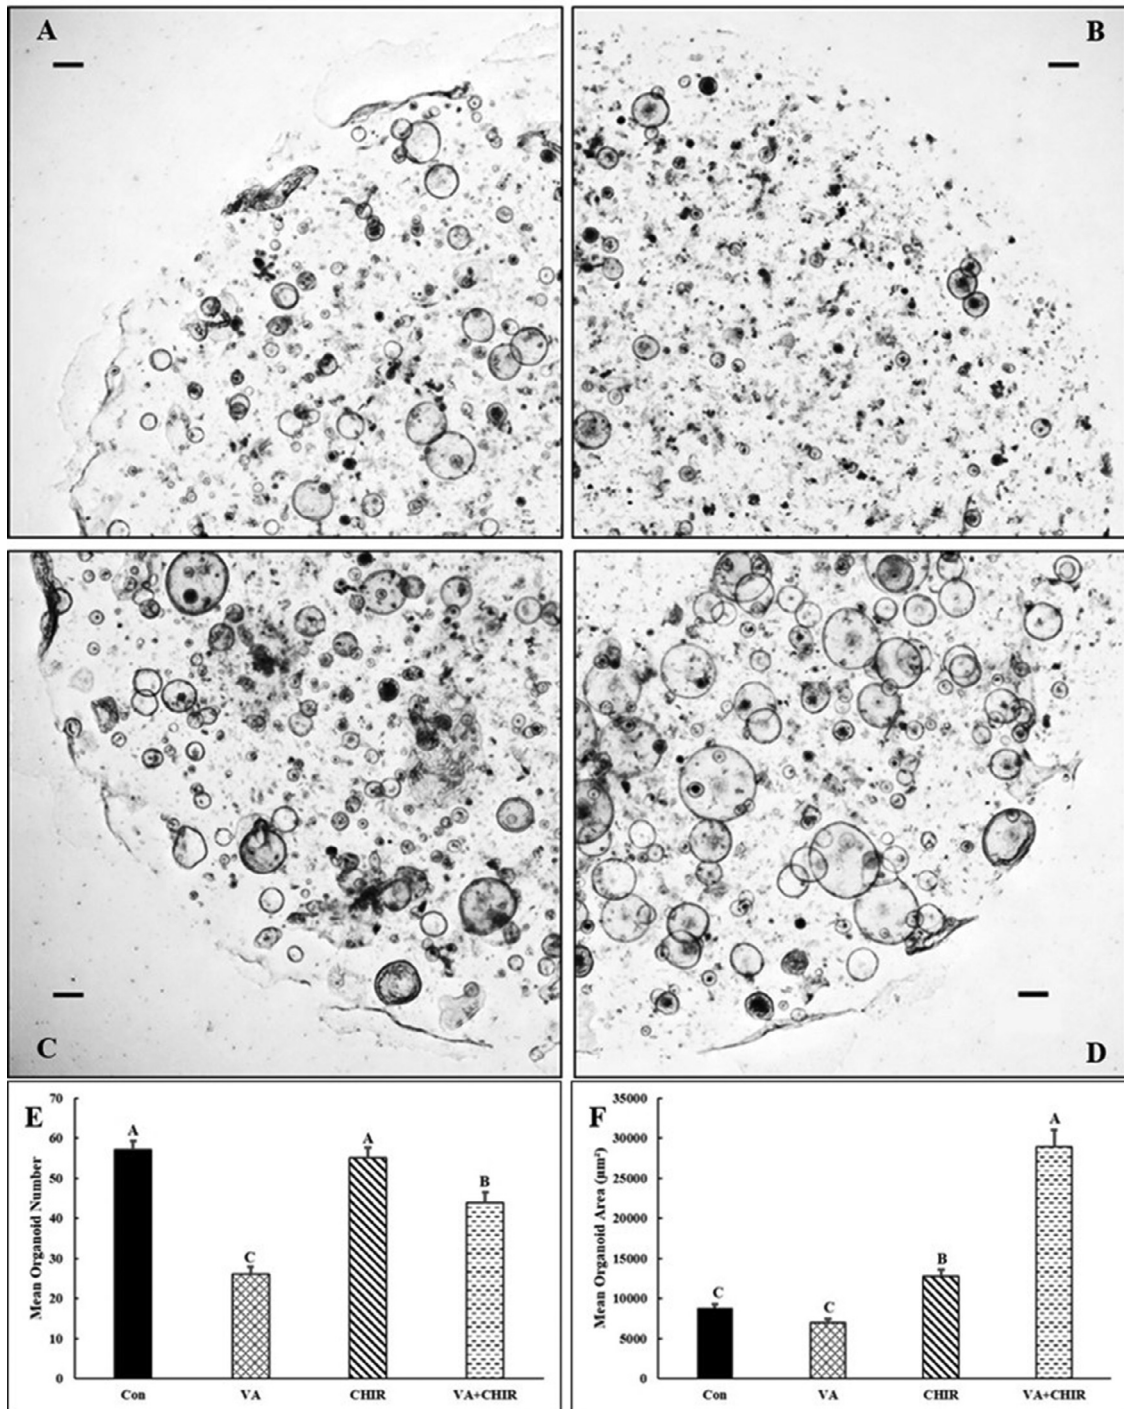 A
B
C
D
E
Mean Organoid Number
70
60
50
40
30
20
10
0
A
C
A
B
Con
VA
CHIR
VA+CHIR
F
Mean Organoid Area (µm²)
35000
30000
25000
20000
15000
10000
5000
0
C
C
B
A
Con
VA
CHIR
VA+CHIR